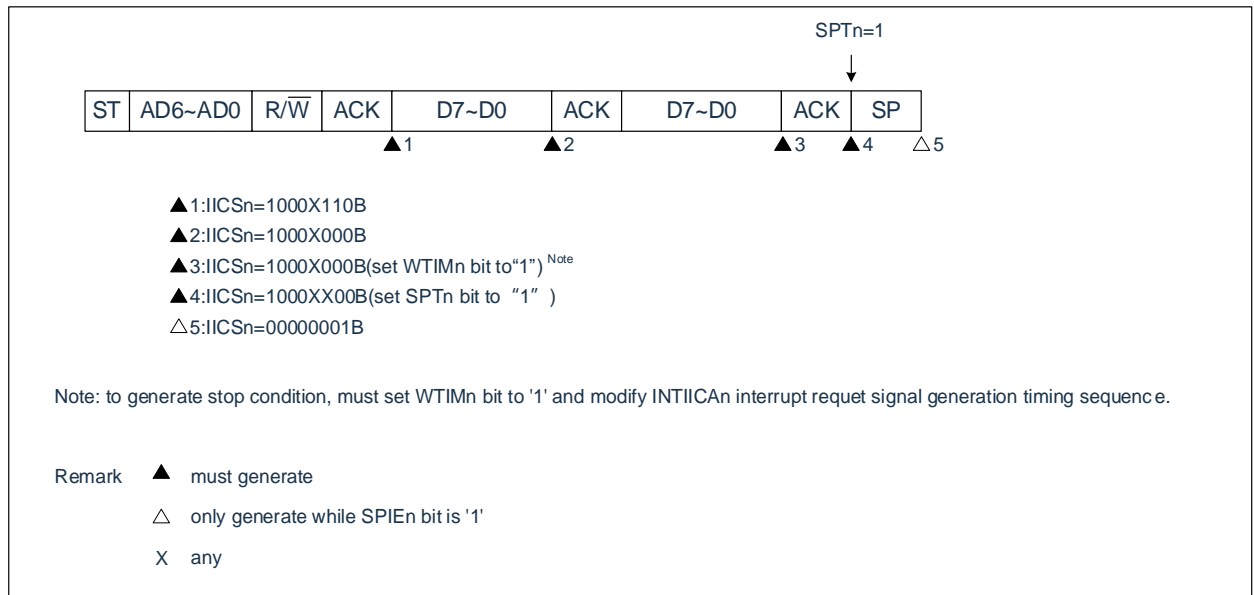 SPTn=1
ST AD6~AD0 R/W̅ ACK D7~D0 ACK D7~D0 ACK SP
▲1 ▲2 ▲3 ▲4 △5
▲1:IICSn=1000X110B
▲2:IICSn=1000X000B
▲3:IICSn=1000X000B(set WTIMn bit to“1”) Note
▲4:IICSn=1000XX00B(set SPTn bit to “1” )
△5:IICSn=00000001B
Note: to generate stop condition, must set WTIMn bit to '1' and modify INTIICAn interrupt requet signal generation timing sequence.
Remark ▲ must generate
△ only generate while SPIEn bit is '1'
X any